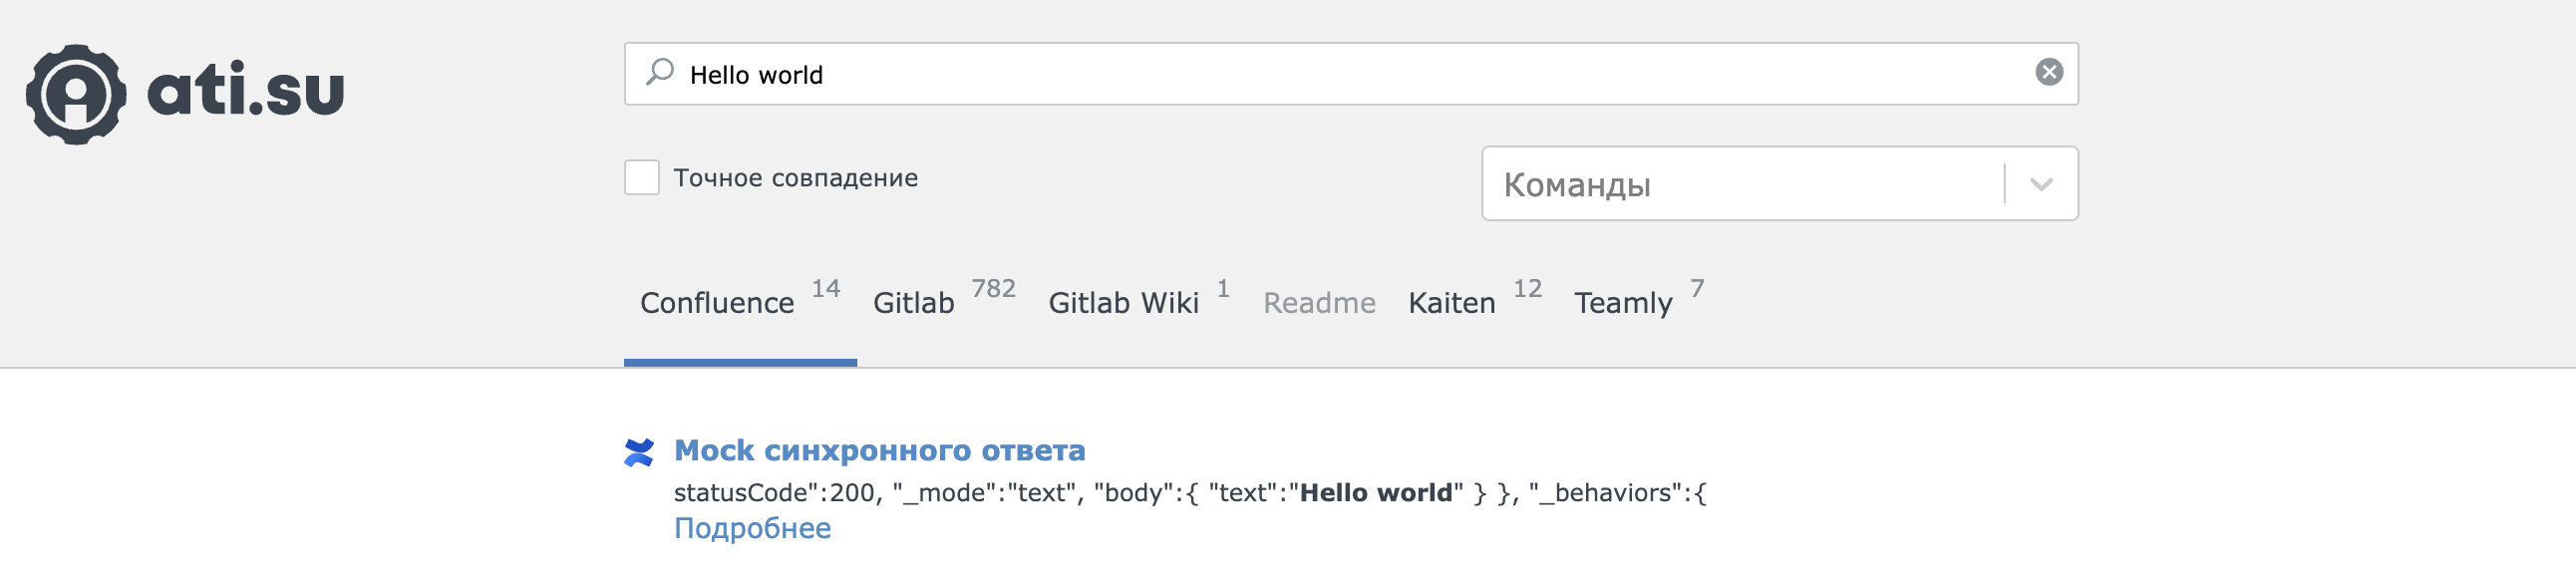 ati.su
Hello world
Точное совпадение
Команды
Confluence 14 Gitlab 782 Gitlab Wiki 1 Readme Kaiten 12 Teamly 7
Mock синхронного ответа
statusCode":200, "_mode":"text", "body":{ "text":"Hello world" } }, "_behaviors":{
Подробнее